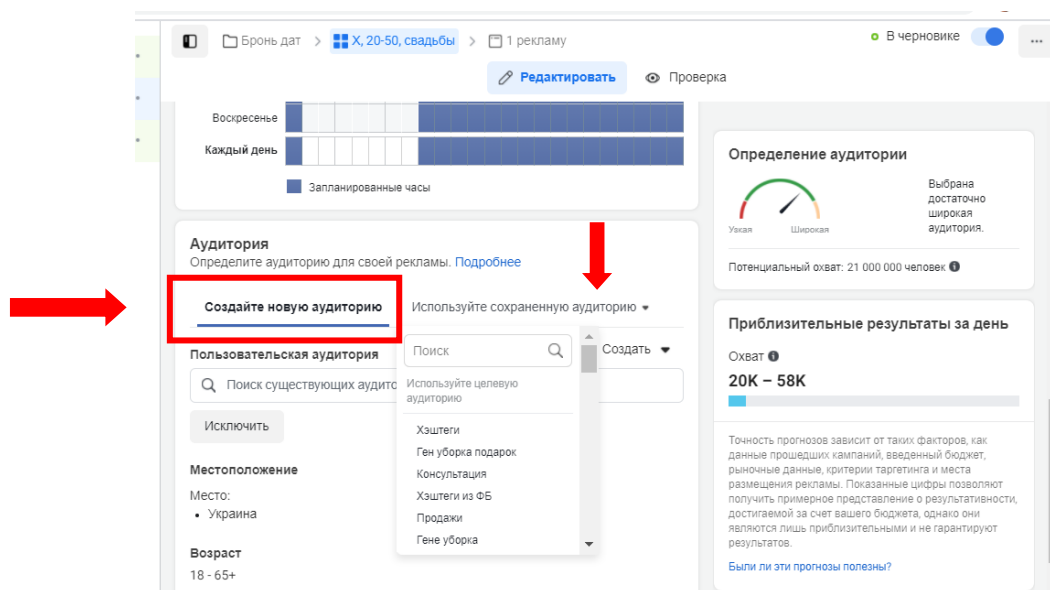 Бронь дат > X, 20-50, свадьбы > 1 рекламу
В черновике
Редактировать
Проверка
Воскресенье
Каждый день
Запланированные часы
Аудитория
Определите аудиторию для своей рекламы. Подробнее
Создайте новую аудиторию
Используйте сохраненную аудиторию
Пользовательская аудитория
Создать
Поиск существующих аудито
Исключить
Местоположение
Место:
• Украина
Возраст
18 - 65+
Поиск
Используйте целевую
аудиторию
Хэштеги
Ген уборка подарок
Консультация
Хэштеги из ФБ
Продажи
Гене уборка
Определение аудитории
Узкая
Широкая
Выбрана
достаточно
широкая
аудитория.
Потенциальный охват: 21 000 000 человек
Приблизительные результаты за день
Охват
20K – 58K
Точность прогнозов зависит от таких факторов, как
данные прошедших кампаний, введенный бюджет,
рыночные данные, критерии таргетинга и места
размещения рекламы. Показанные цифры позволяют
получить примерное представление о результативности,
достигаемой за счет вашего бюджета, однако они
являются лишь приблизительными и не гарантируют
результатов.
Были ли эти прогнозы полезны?